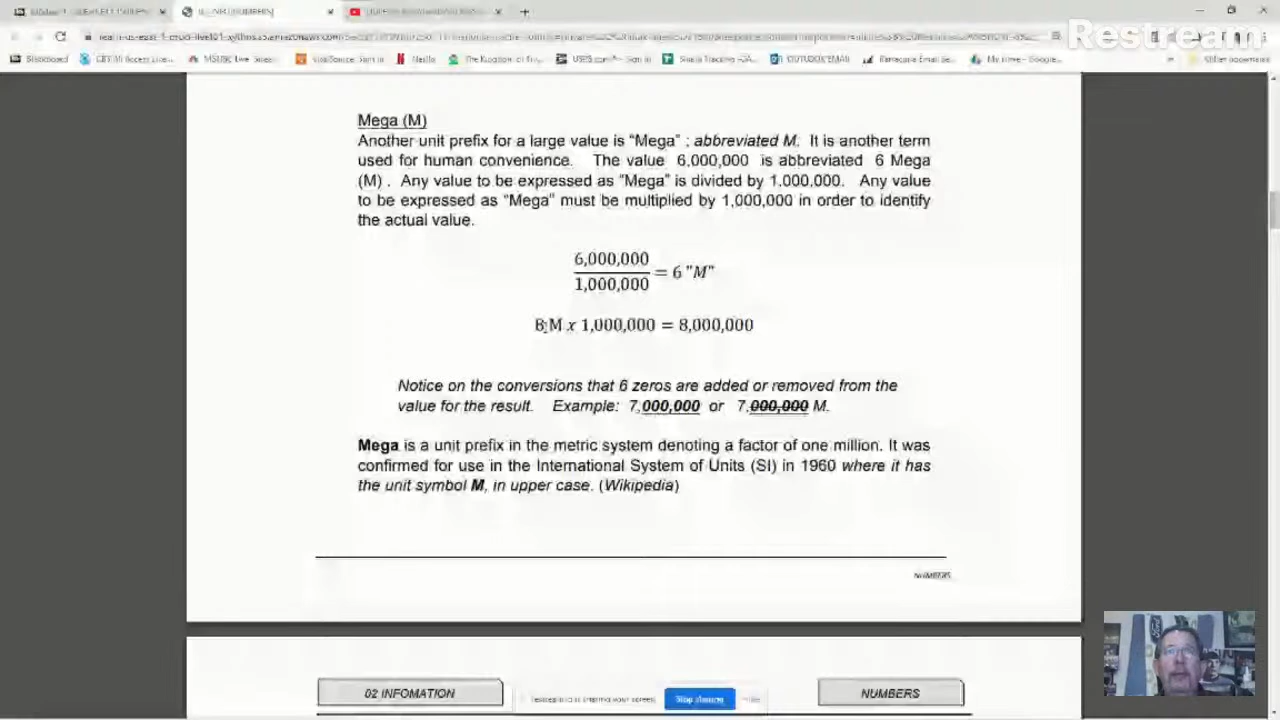 Restream
Blackboard
Netflix
OUTLOOK EMAIL
Mega (M)
Another unit prefix for a large value is “Mega” ; abbreviated M. It is another term
used for human convenience. The value 6,000,000 is abbreviated 6 Mega
(M) . Any value to be expressed as “Mega” is divided by 1,000,000. Any value
to be expressed as “Mega” must be multiplied by 1,000,000 in order to identify
the actual value.
6,000,000
1,000,000
= 6 "M"
8 M x 1,000,000 = 8,000,000
Notice on the conversions that 6 zeros are added or removed from the
value for the result. Example: 7,000,000 or 7,000,000 M.
Mega is a unit prefix in the metric system denoting a factor of one million. It was
confirmed for use in the International System of Units (SI) in 1960 where it has
the unit symbol M, in upper case. (Wikipedia)
NUMBERS
02 INFOMATION
Stop sharing
Hide
NUMBERS